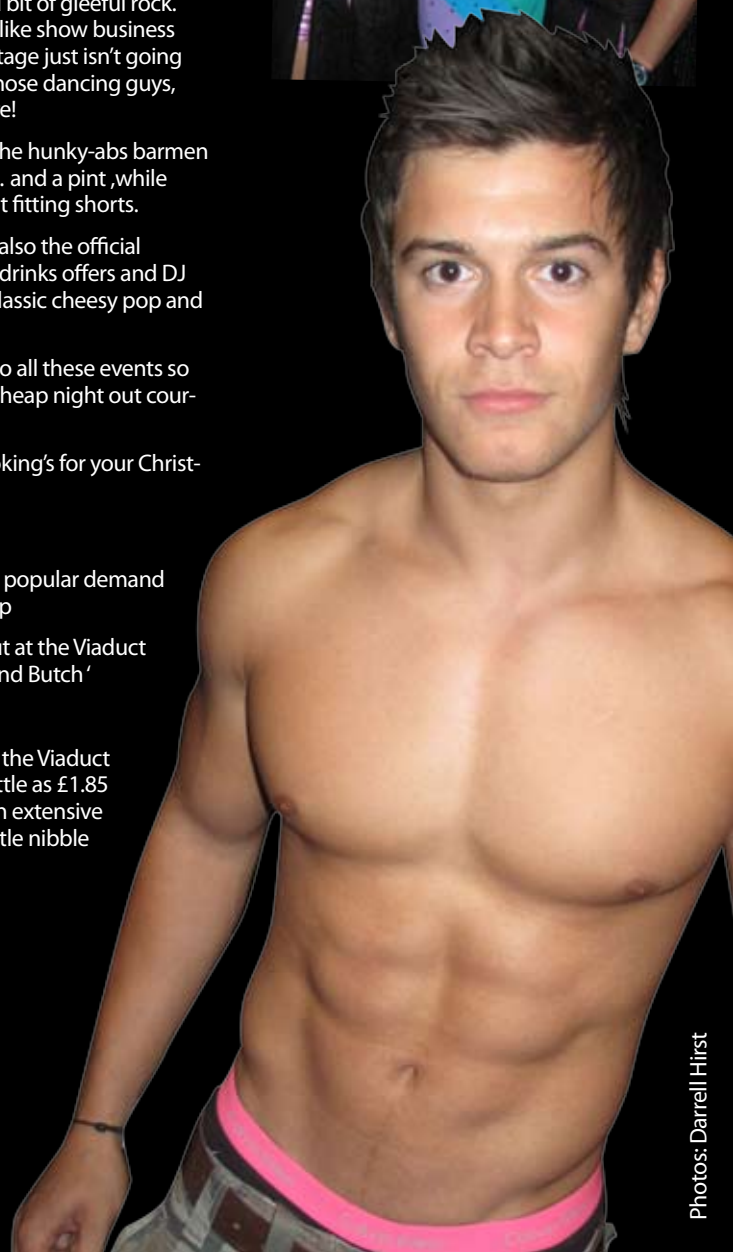 bit of gleeful rock.
like show business
tage just isn't going
hose dancing guys,
e!
he hunky-abs barmen
. and a pint ,while
t fitting shorts.
also the official
drinks offers and DJ
lassic cheesy pop and
o all these events so
heap night out cour-
oking's for your Christ-
popular demand
p
ut at the Viaduct
nd Butch '
the Viaduct
ttle as £1.85
n extensive
tle nibble
Photos: Darrell Hirst